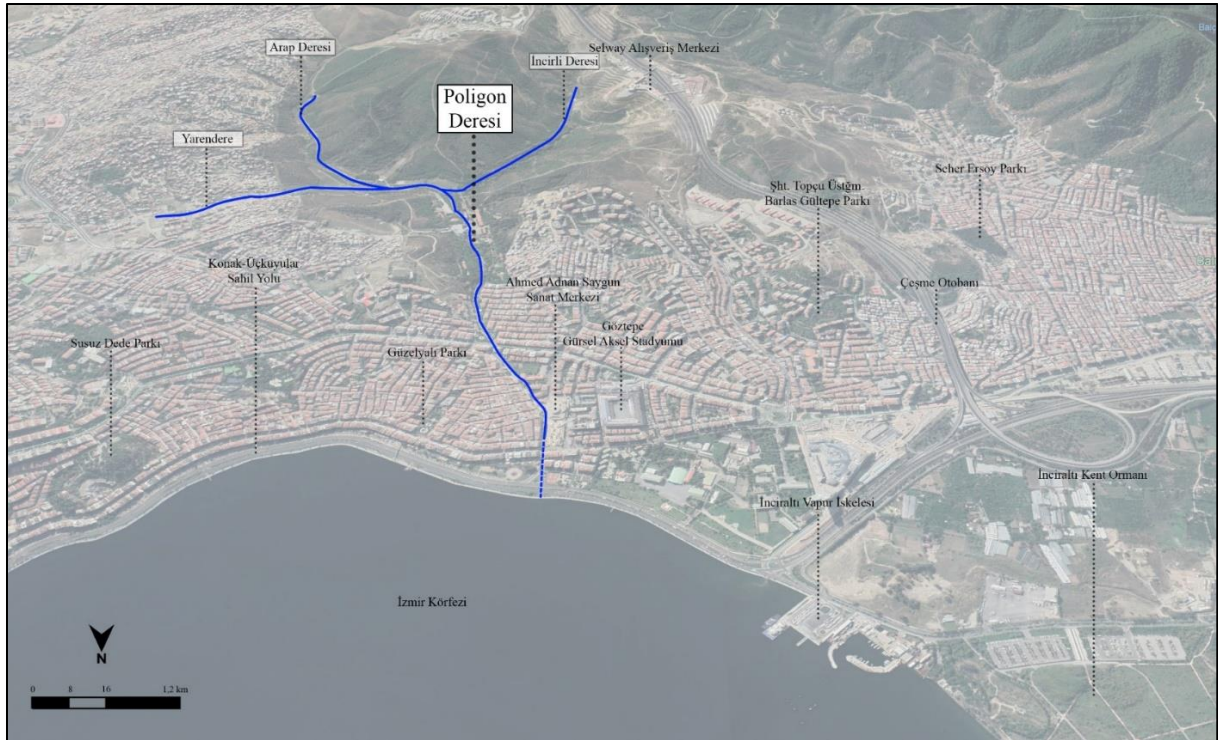 Arap Deresi
İncirli Deresi
Selway Alışveriş Merkezi
Poligon
Deresi
Yarendere
Seher Ersoy Parkı
Şht. Topçu Üstğm
Barlas Gültepe Parkı
Konak-Üçkuyular
Sahil Yolu
Ahmed Adnan Saygun
Sanat Merkezi
Çeşme Otobanı
Göztepe
Gürsel Aksel Stadyumu
Susuz Dede Parkı
Güzelyalı Parkı
İnciraltı Kent Ormanı
İnciraltı Vapur İskelesi
İzmir Körfezi
N
0 8 16 1,2 km